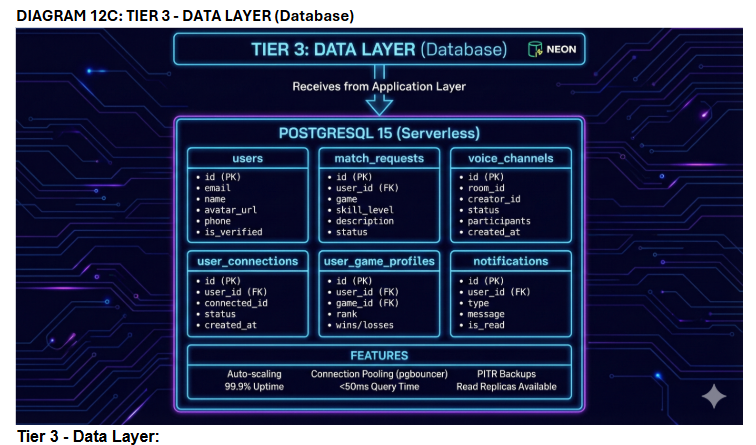 DIAGRAM 12C: TIER 3 - DATA LAYER (Database)
TIER 3: DATA LAYER (Database) NEON
Receives from Application Layer
POSTGRESQL 15 (Serverless)
users
• id (PK)
• email
• name
• avatar_url
• phone
• is_verified
match_requests
• id (PK)
• user_id (FK)
• game
• skill_level
• description
• status
voice_channels
• id (PK)
• room_id
• creator_id
• status
• participants
• created_at
user_connections
• id (PK)
• user_id (FK)
• connected_id
• status
• created_at
user_game_profiles
• id (PK)
• user_id (FK)
• game_id (FK)
• rank
• wins/losses
notifications
• id (PK)
• user_id (FK)
• type
• message
• is_read
FEATURES
Auto-scaling
99.9% Uptime
Connection Pooling (pgbouncer)
<50ms Query Time
PITR Backups
Read Replicas Available
Tier 3 - Data Layer: